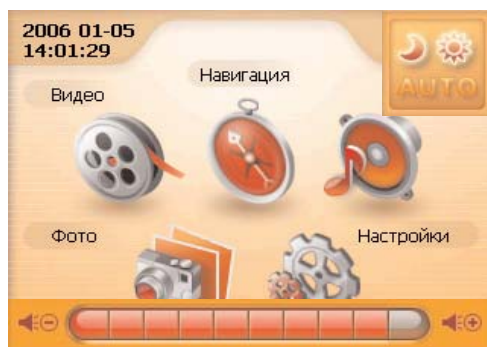 2006 01-05
14:01:29
AUTO
Навигация
Видео
Фото
Настройки